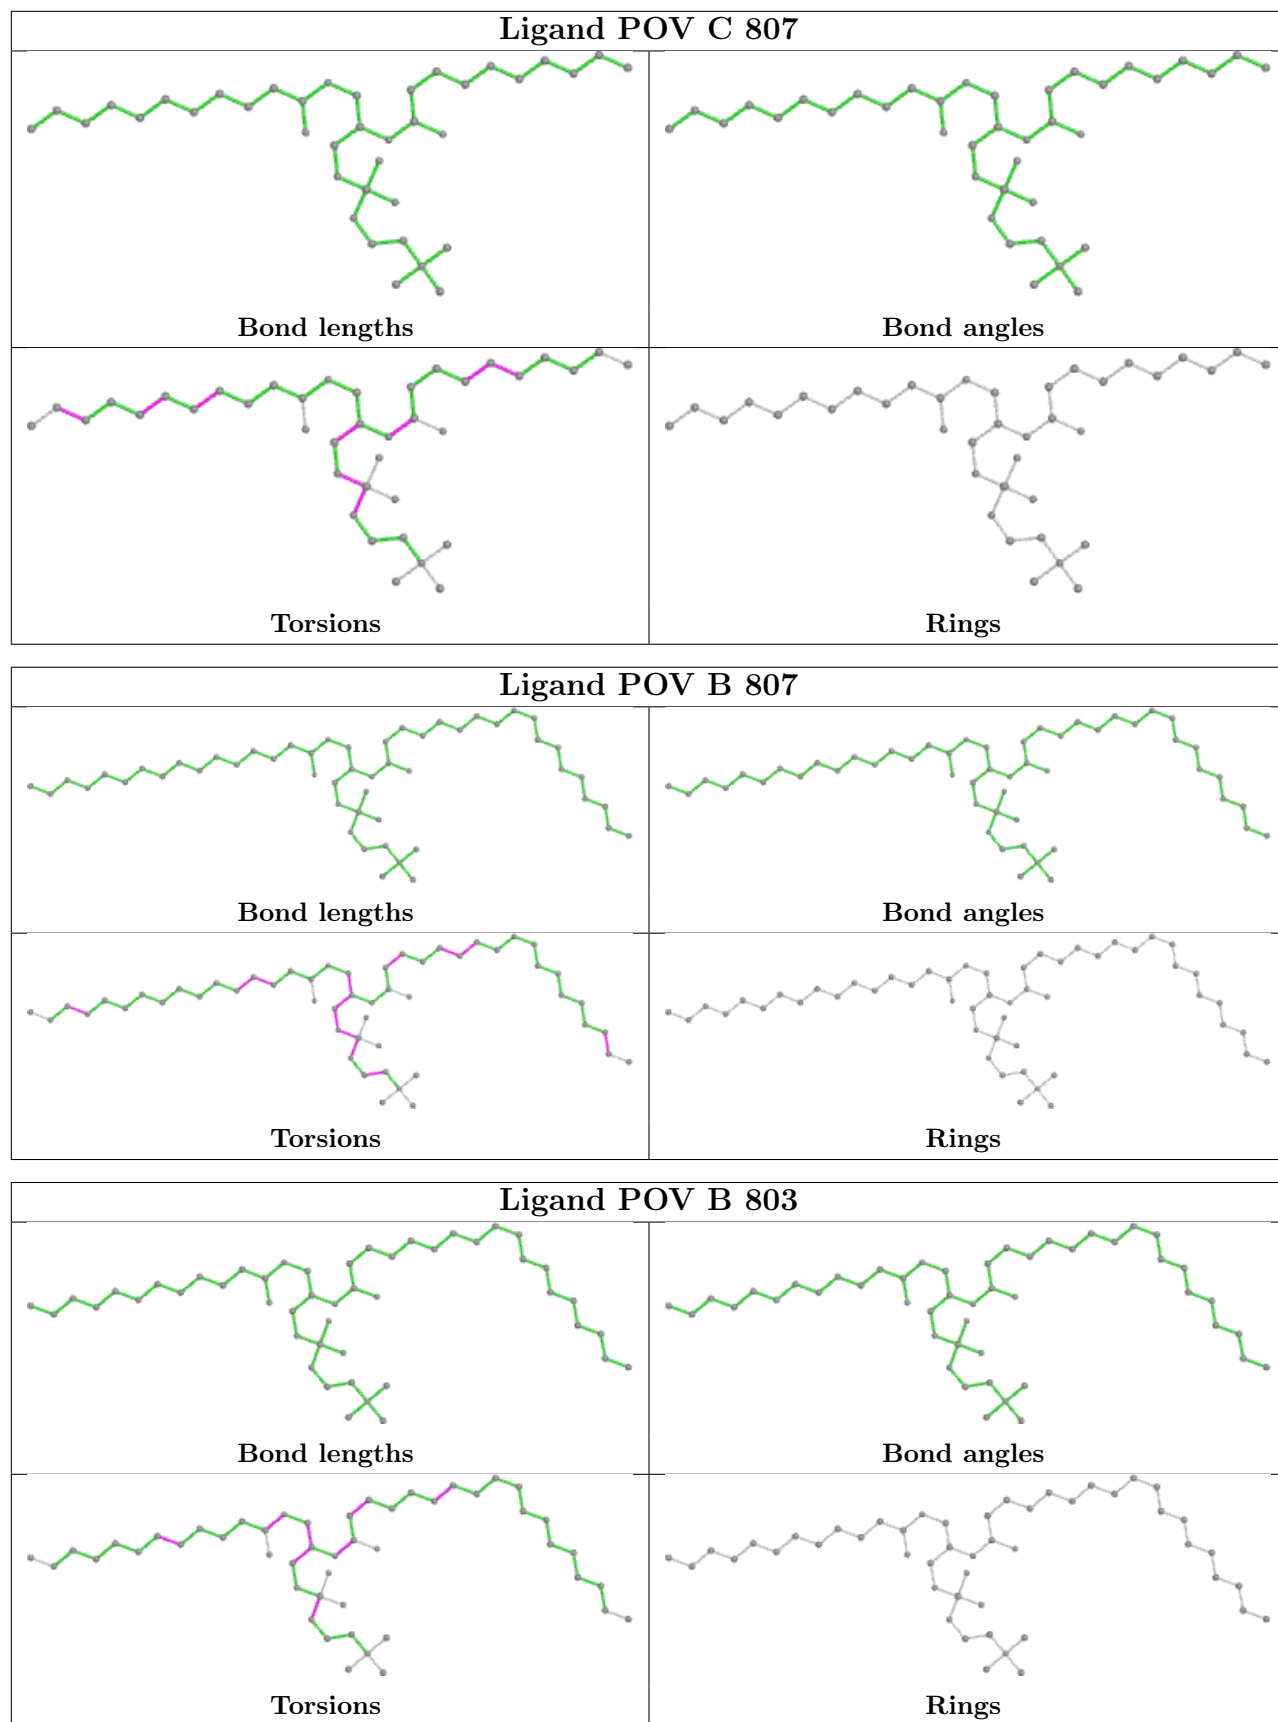 Ligand POV C 807
Bond lengths
Bond angles
Torsions
Rings
Ligand POV B 807
Bond lengths
Bond angles
Torsions
Rings
Ligand POV B 803
Bond lengths
Bond angles
Torsions
Rings